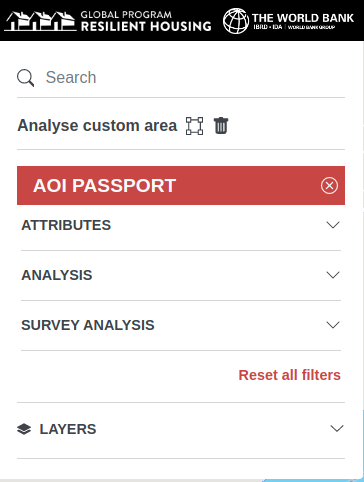 GLOBAL PROGRAM
RESILIENT HOUSING
THE WORLD BANK
IBRD • IDA | WORLD BANK GROUP
Search
Analyse custom area
AOI PASSPORT
ATTRIBUTES
ANALYSIS
SURVEY ANALYSIS
Reset all filters
LAYERS